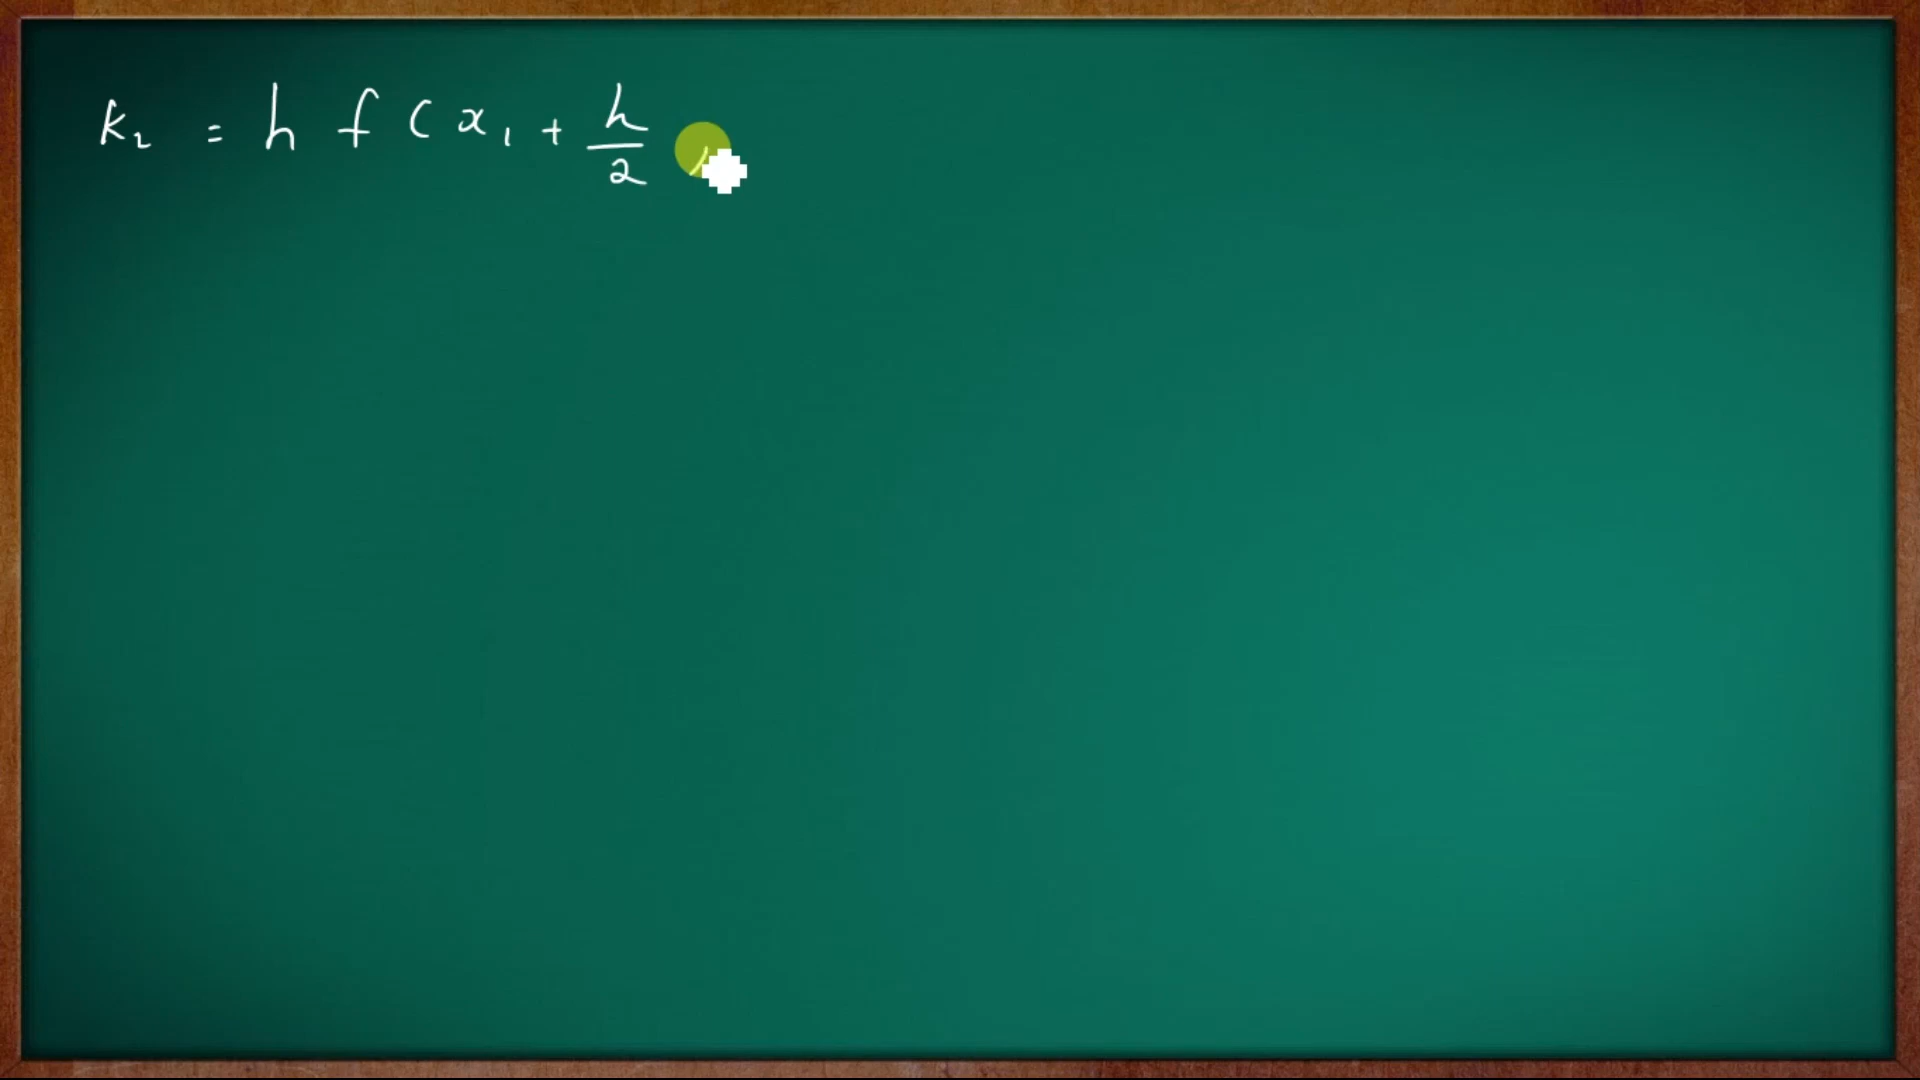 k₂ = h f ( x₁ + h/2 ,